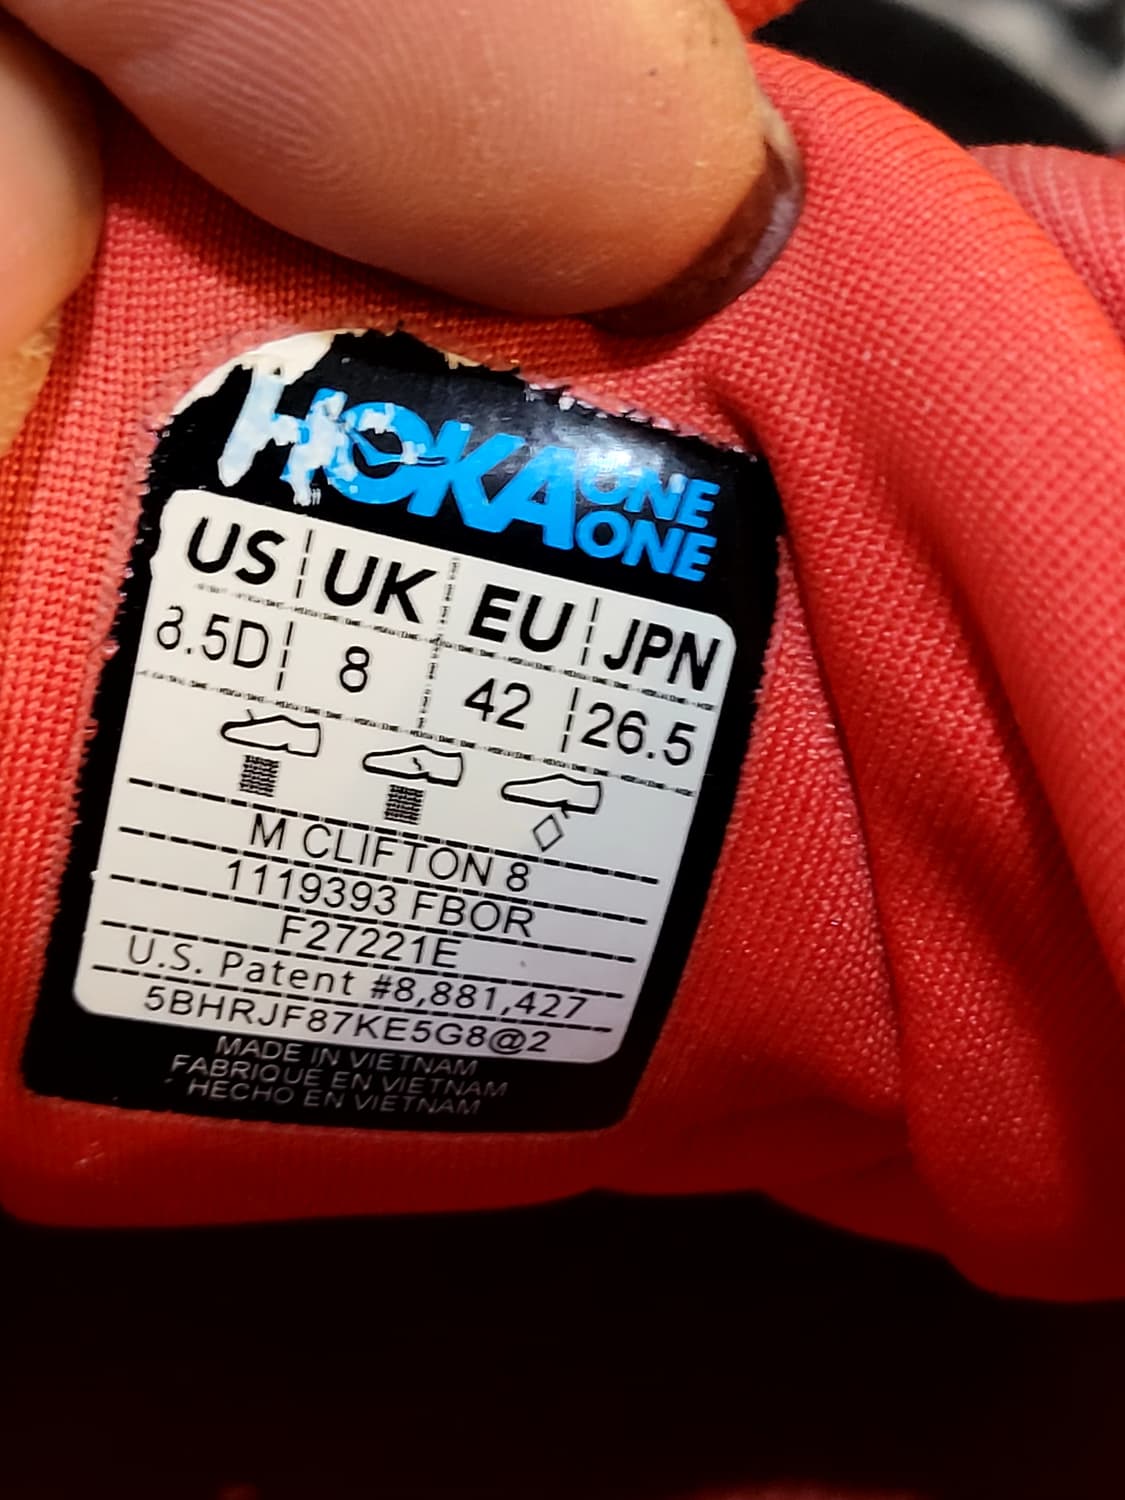 HOKA ONE ONE
US UK EU JPN
8.5D 8 42 26.5
M CLIFTON 8
1119393 FBOR
F27221E
U.S. Patent #8,881,427
5BHRJF87KE5G8@2
MADE IN VIETNAM
FABRIQUE EN VIETNAM
HECHO EN VIETNAM